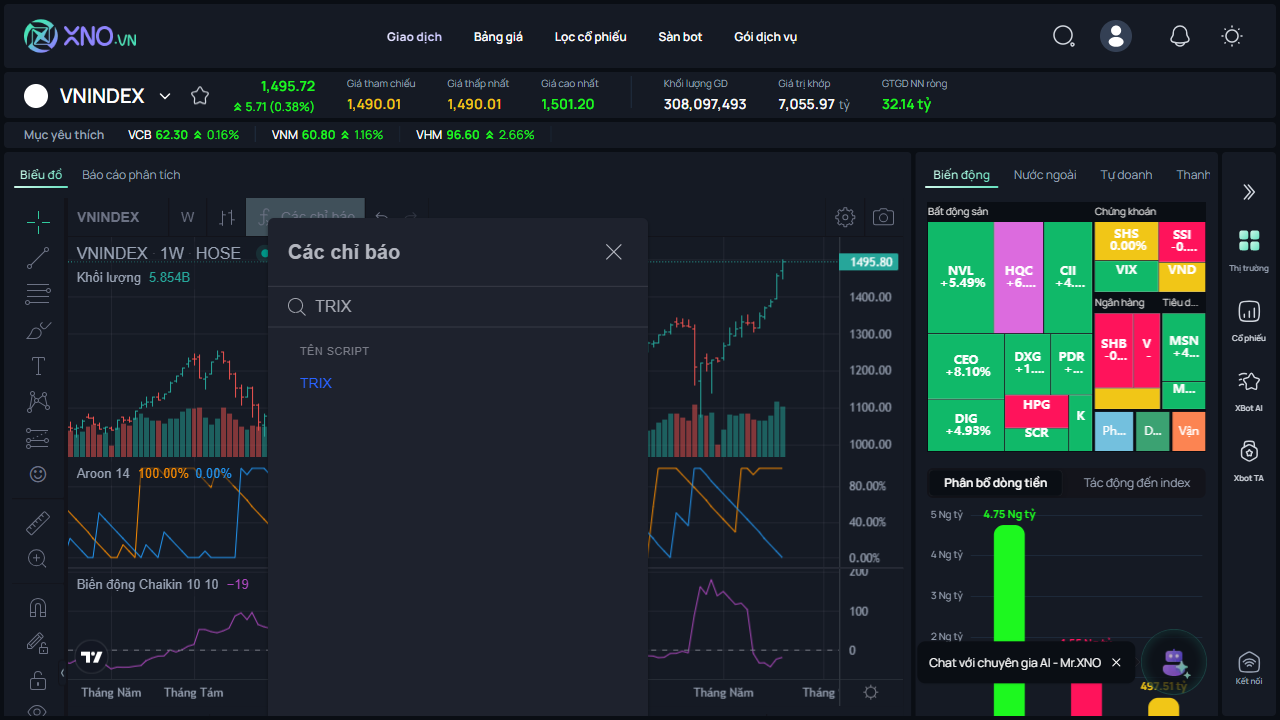 XNO.VN
Giao dịch
Bảng giá
Lọc cổ phiếu
Sàn bot
Gói dịch vụ
VNINDEX
1,495.72
5.71 (0.38%)
Giá tham chiếu
1,490.01
Giá thấp nhất
1,490.01
Giá cao nhất
1,501.20
Khối lượng GD
308,097,493
Giá trị khớp
7,055.97 tỷ
GTGD NN ròng
32.14 tỷ
Mục yêu thích
VCB 62.30 0.16%
VNM 60.80 1.16%
VHM 96.60 2.66%
Biểu đồ
Báo cáo phân tích
VNINDEX
W
Các chỉ báo
VNINDEX · 1W · HOSE
Khối lượng 5.854B
Các chỉ báo
TRIX
TÊN SCRIPT
TRIX
1495.80
1400.00
1300.00
1200.00
1100.00
1000.00
Aroon 14 100.00% 0.00%
80.00%
40.00%
0.00%
Biên động Chaikin 10 10 −19
200
100
0
Tháng Năm
Tháng Tám
Tháng Năm
Tháng
Biến động
Nước ngoài
Tự doanh
Thanh
Bất động sản
NVL
+5.49%
HQC
+6....
CII
+4....
CEO
+8.10%
DXG
+1....
PDR
+...
DIG
+4.93%
HPG
SCR
K
Chứng khoán
SHS
0.00%
SSI
-0....
VIX
VND
Ngân hàng
SHB
-0...
V
-
Tiêu d...
MSN
+4...
M...
Ph...
D...
Vận
Phân bổ dòng tiền
Tác động đến index
5 Ng tỷ
4.75 Ng tỷ
4 Ng tỷ
3 Ng tỷ
2 Ng tỷ
497.51 tỷ
Chat với chuyên gia AI - Mr.XNO
Thị trường
Cổ phiếu
XBot AI
Xbot TA
Kết nối